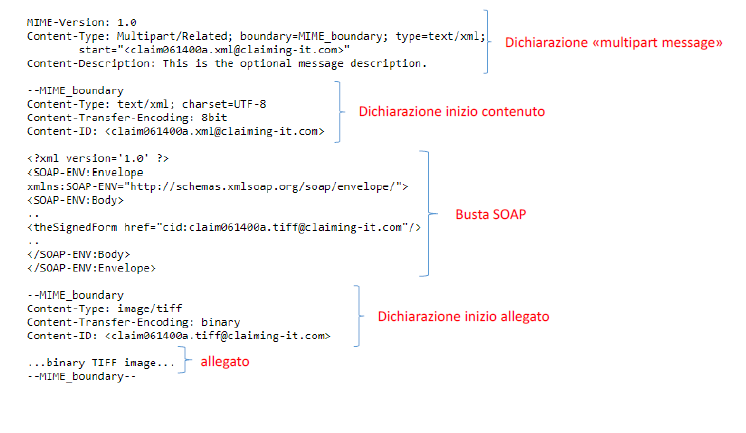 MIME-Version: 1.0
Content-Type: Multipart/Related; boundary=MIME_boundary; type=text/xml;
start="<claim061400a.xml@claiming-it.com>"
Content-Description: This is the optional message description.
Dichiarazione «multipart message»
--MIME_boundary
Content-Type: text/xml; charset=UTF-8
Content-Transfer-Encoding: 8bit
Content-ID: <claim061400a.xml@claiming-it.com>
Dichiarazione inizio contenuto
<?xml version='1.0' ?>
<SOAP-ENV:Envelope
xmlns:SOAP-ENV="http://schemas.xmlsoap.org/soap/envelope/">
<SOAP-ENV:Body>
..
<theSignedForm href="cid:claim061400a.tiff@claiming-it.com"/>
..
</SOAP-ENV:Body>
</SOAP-ENV:Envelope>
Busta SOAP
--MIME_boundary
Content-Type: image/tiff
Content-Transfer-Encoding: binary
Content-ID: <claim061400a.tiff@claiming-it.com>
Dichiarazione inizio allegato
...binary TIFF image...
allegato
--MIME_boundary--